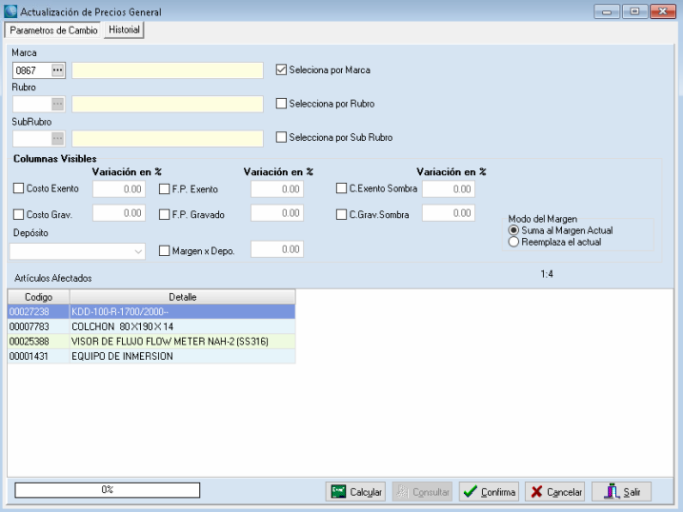 Actualización de Precios General
Parametros de Cambio Historial
Marca
0867 ... Seleciona por Marca
Rubro
... Selecciona por Rubro
SubRubro
... Selecciona por Sub Rubro
Columnas Visibles
Variación en % Variación en % Variación en %
Costo Exento 0.00 F.P. Exento 0.00 C.Exento Sombra 0.00
Costo Grav. 0.00 F.P. Gravado 0.00 C.Grav.Sombra 0.00
Modo del Margen
Suma al Margen Actual
Reemplaza el actual
Depósito
Margen x Depo. 0.00
Artículos Afectados 1:4
Codigo Detalle
00027238 KDD-100-R-1700/2000--
00007783 COLCHON 80X190X14
00025388 VISOR DE FLUJO FLOW METER NAH-2 (SS316)
00001431 EQUIPO DE INMERSION
0% Calcular Consultar Confirma Cancelar Salir